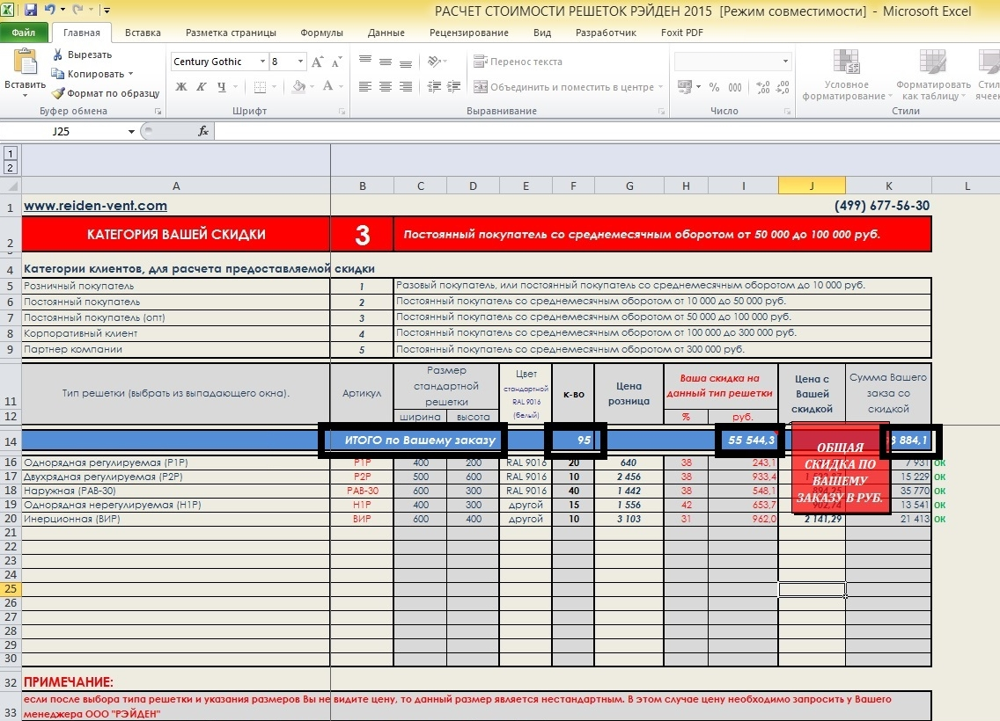 РАСЧЕТ СТОИМОСТИ РЕШЕТОК РЭЙДЕН 2015 [Режим совместимости] - Microsoft Excel
Файл Главная Вставка Разметка страницы Формулы Данные Рецензирование Вид Разработчик Foxit PDF
Вставить
Вырезать
Копировать
Формат по образцу
Буфер обмена
Century Gothic 8
Ж К Ч
Шрифт
Перенос текста
Объединить и поместить в центре
Выравнивание
% 000
Число
Условное форматирование
Форматировать как таблицу
Стили
J25 fx
1
2
A B C D E F G H I J K L
1 www.reiden-vent.com (499) 677-56-30
2 КАТЕГОРИЯ ВАШЕЙ СКИДКИ 3 Постоянный покупатель со среднемесячным оборотом от 50 000 до 100 000 руб.
4 Категории клиентов, для расчета предоставляемой скидки
5 Розничный покупатель 1 Разовый покупатель, или постоянный покупатель со среднемесячным оборотом до 10 000 руб.
6 Постоянный покупатель 2 Постоянный покупатель со среднемесячным оборотом от 10 000 до 50 000 руб.
7 Постоянный покупатель (опт) 3 Постоянный покупатель со среднемесячным оборотом от 50 000 до 100 000 руб.
8 Корпоративный клиент 4 Постоянный покупатель со среднемесячным оборотом от 100 000 до 300 000 руб.
9 Партнер компании 5 Постоянный покупатель со среднемесячным оборотом от 300 000 руб.
11 Тип решетки (выбрать из выпадающего окна). Артикул Размер стандартной решетки Цвет стандартной RAL 9016 (белый) К-ВО Цена розница Ваша скидка на данный тип решетки Цена с Вашей скидкой Сумма Вашего закза со скидкой
12 ширина высота % руб.
14 ИТОГО по Вашему заказу 95 55 544,3 884,1
ОБЩАЯ
СКИДКА ПО
ВАШЕМУ
ЗАКАЗУ В РУБ.
16 Однорядная регулируемая (Р1Р) Р1Р 400 200 RAL 9016 20 640 38 243,1 7 931 ОК
17 Двухрядная регулируемая (Р2Р) Р2Р 500 600 RAL 9016 10 2 456 38 933,4 15 229 ОК
18 Наружная (РАВ-30) РАВ-30 600 300 RAL 9016 40 1 442 38 548,1 35 770 ОК
19 Однорядная нерегулируемая (Н1Р) Н1Р 400 300 другой 15 1 556 42 653,7 13 541 ОК
20 Инерционная (ВИР) ВИР 600 400 другой 10 3 103 31 962,0 2 141,29 21 413 ОК
21
22
23
24
25
26
27
28
29
30
32 ПРИМЕЧАНИЕ:
33 если после выбора типа решетки и указания размеров Вы не видите цену, то данный размер является нестандартным. В этом случае цену необходимо запросить у Вашего
менеджера ООО "РЭЙДЕН"